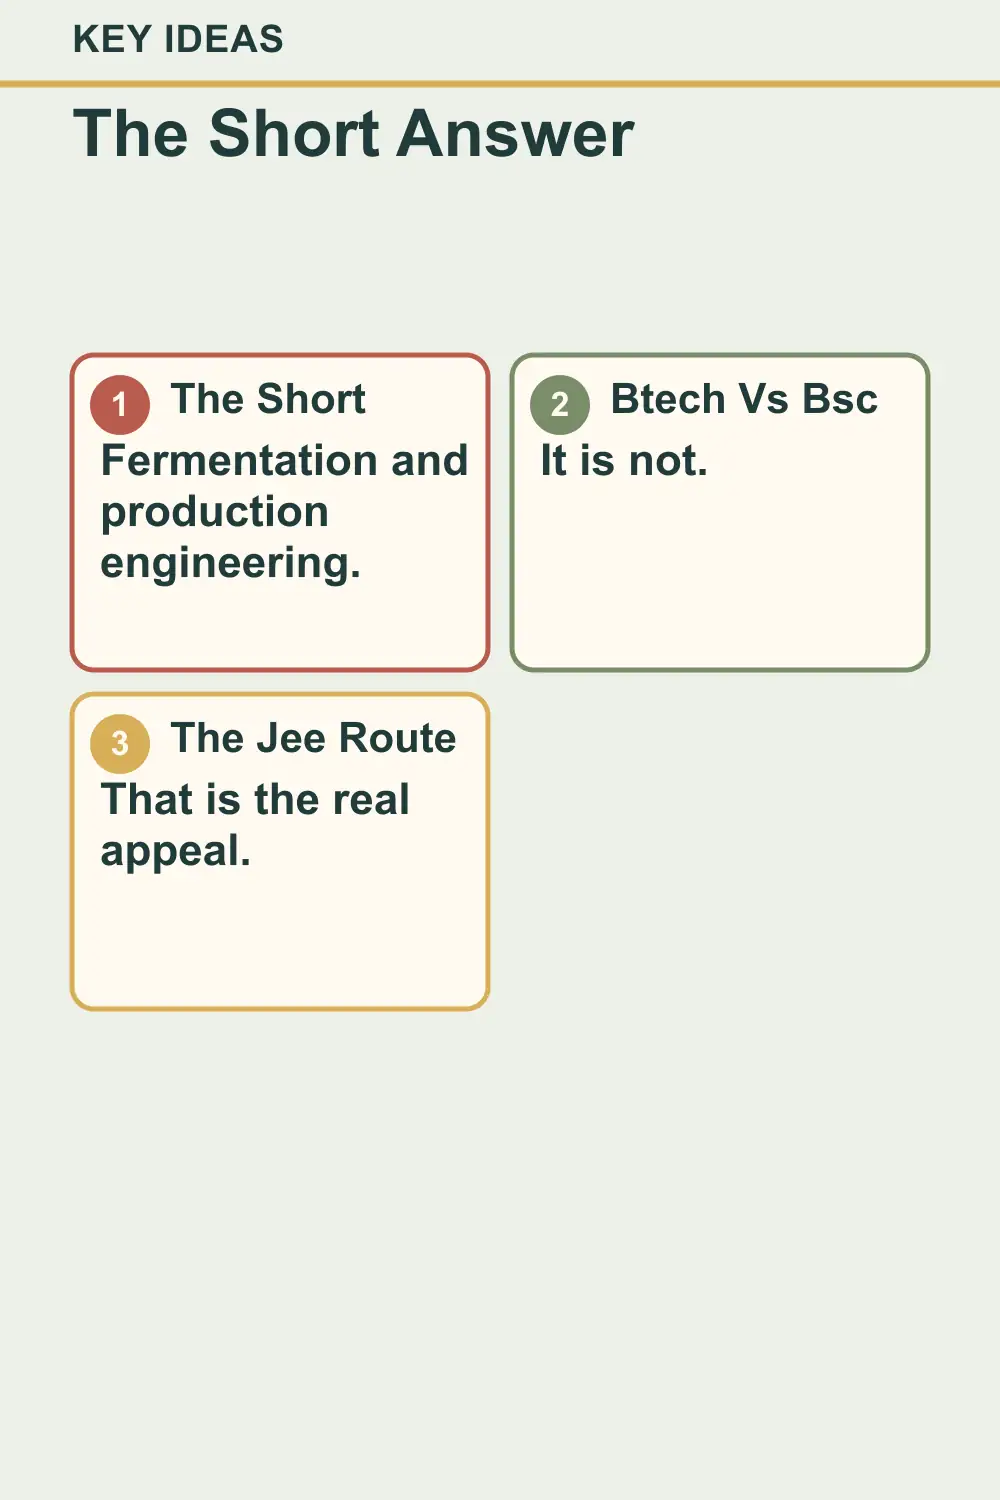 KEY IDEAS
The Short Answer
1 The Short
Fermentation and
production
engineering.
2 Btech Vs Bsc
It is not.
3 The Jee Route
That is the real
appeal.